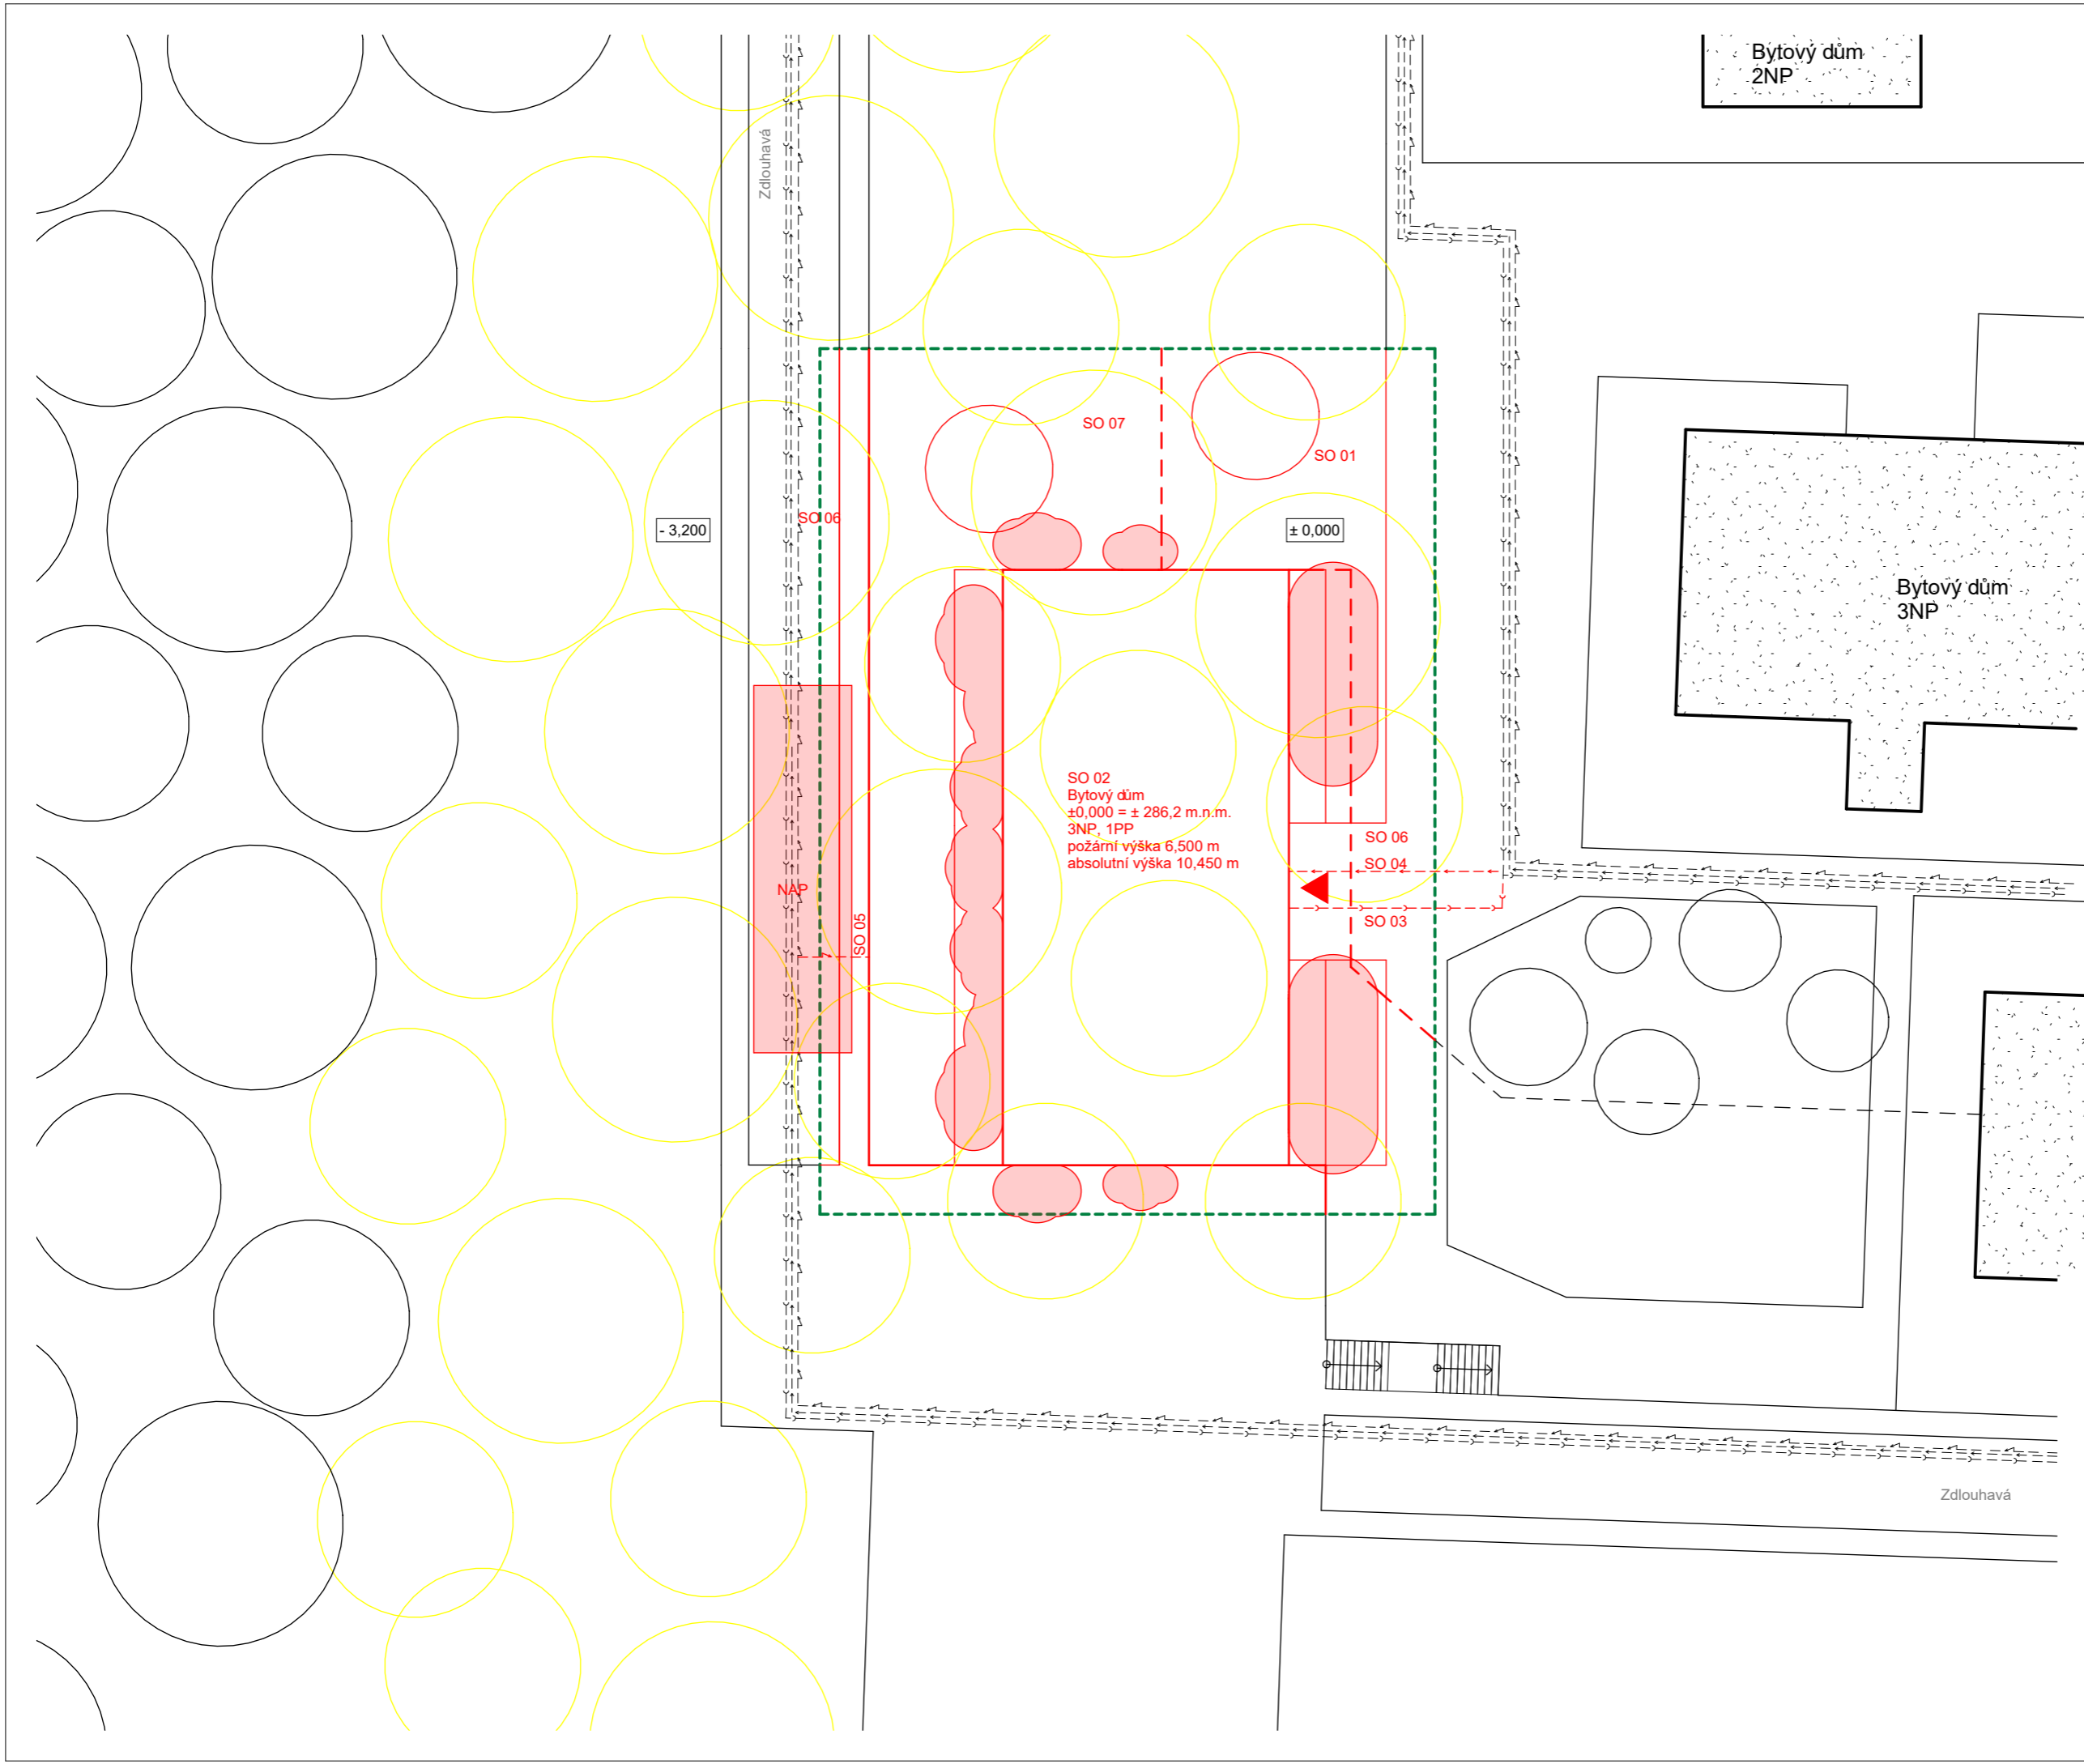 Bytový dům
2NP
Zdlouhavá
SO 07
SO 01
SO 06
- 3,200
± 0,000
Bytový dům
3NP
SO 02
Bytový dům
±0,000 = ± 286,2 m.n.m.
3NP, 1PP
požární výška 6,500 m
absolutní výška 10,450 m
SO 06
SO 04
NAP
SO 05
SO 03
Zdlouhavá